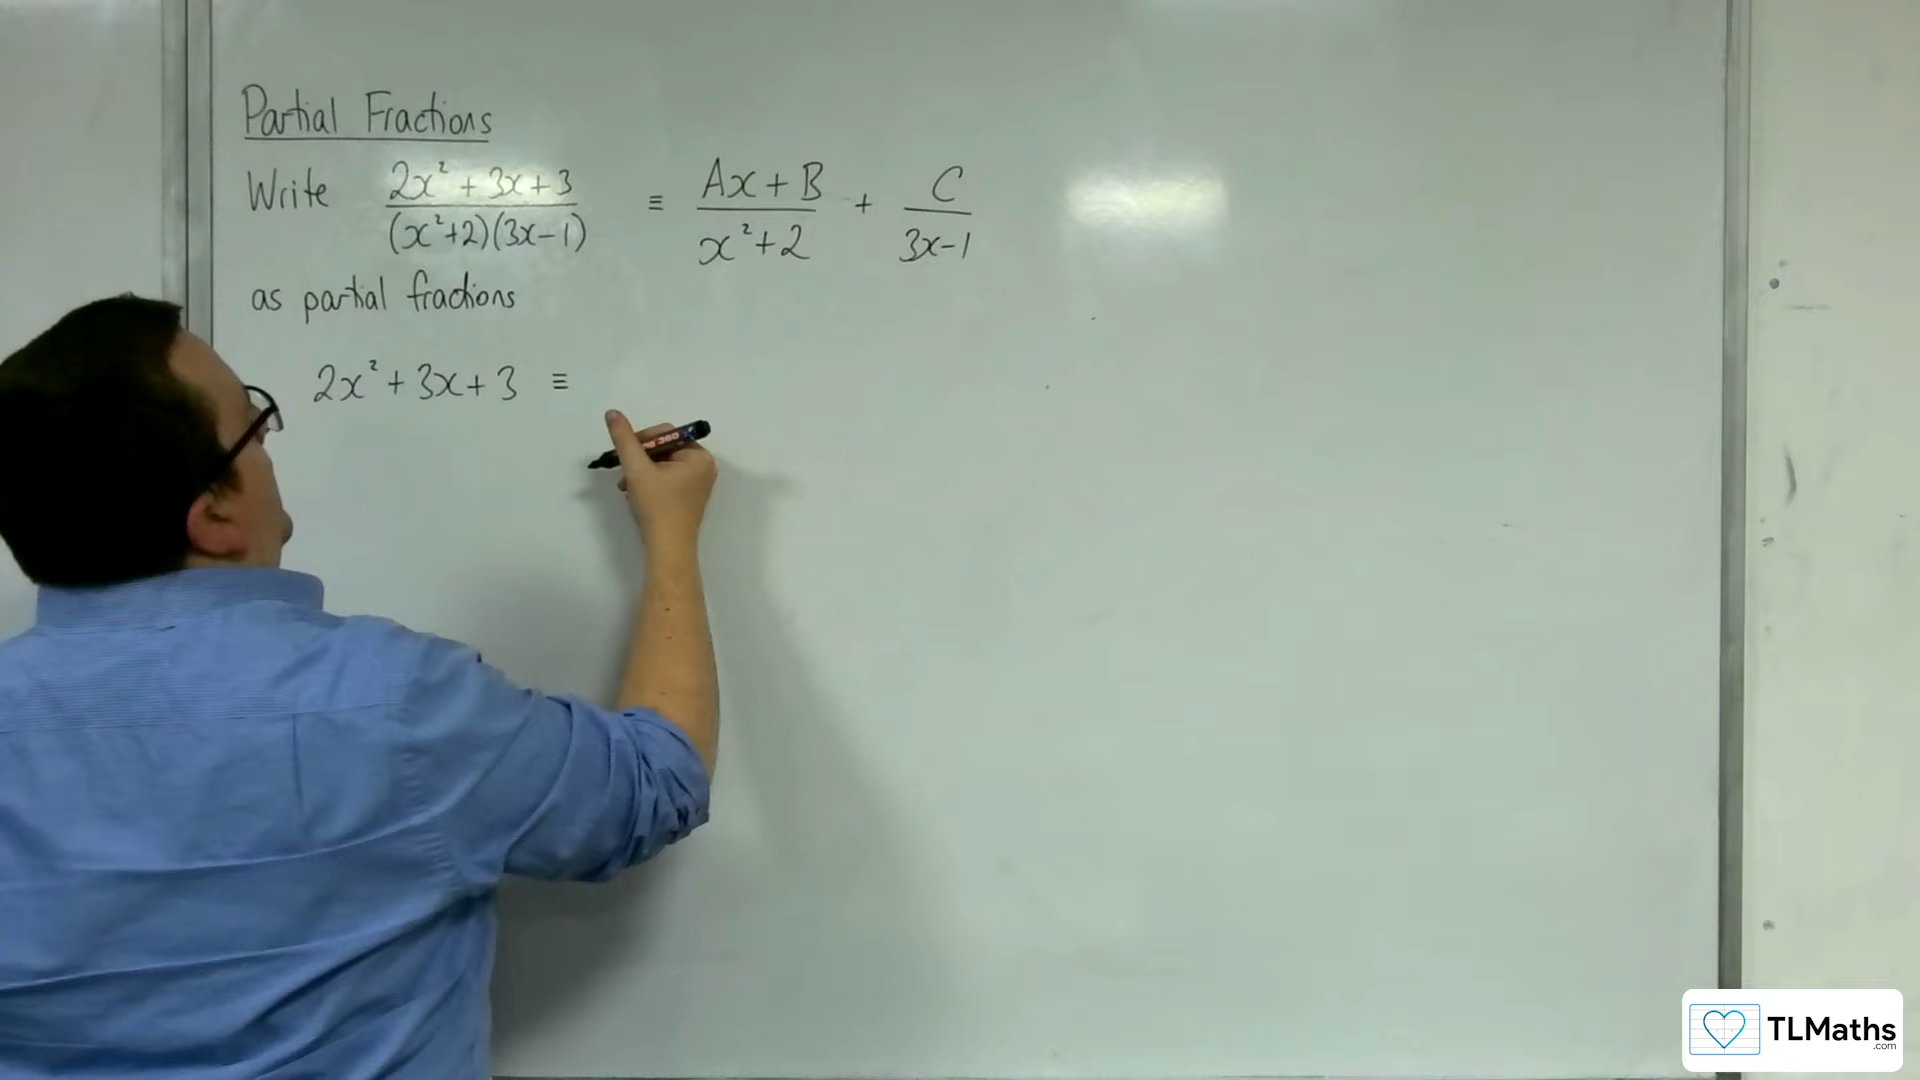 Partial Fractions
Write (2x² + 3x + 3)/((x²+2)(3x-1)) ≡ (Ax + B)/(x² + 2) + C/(3x-1)
as partial fractions
2x² + 3x + 3 ≡
360
TLMaths
.com